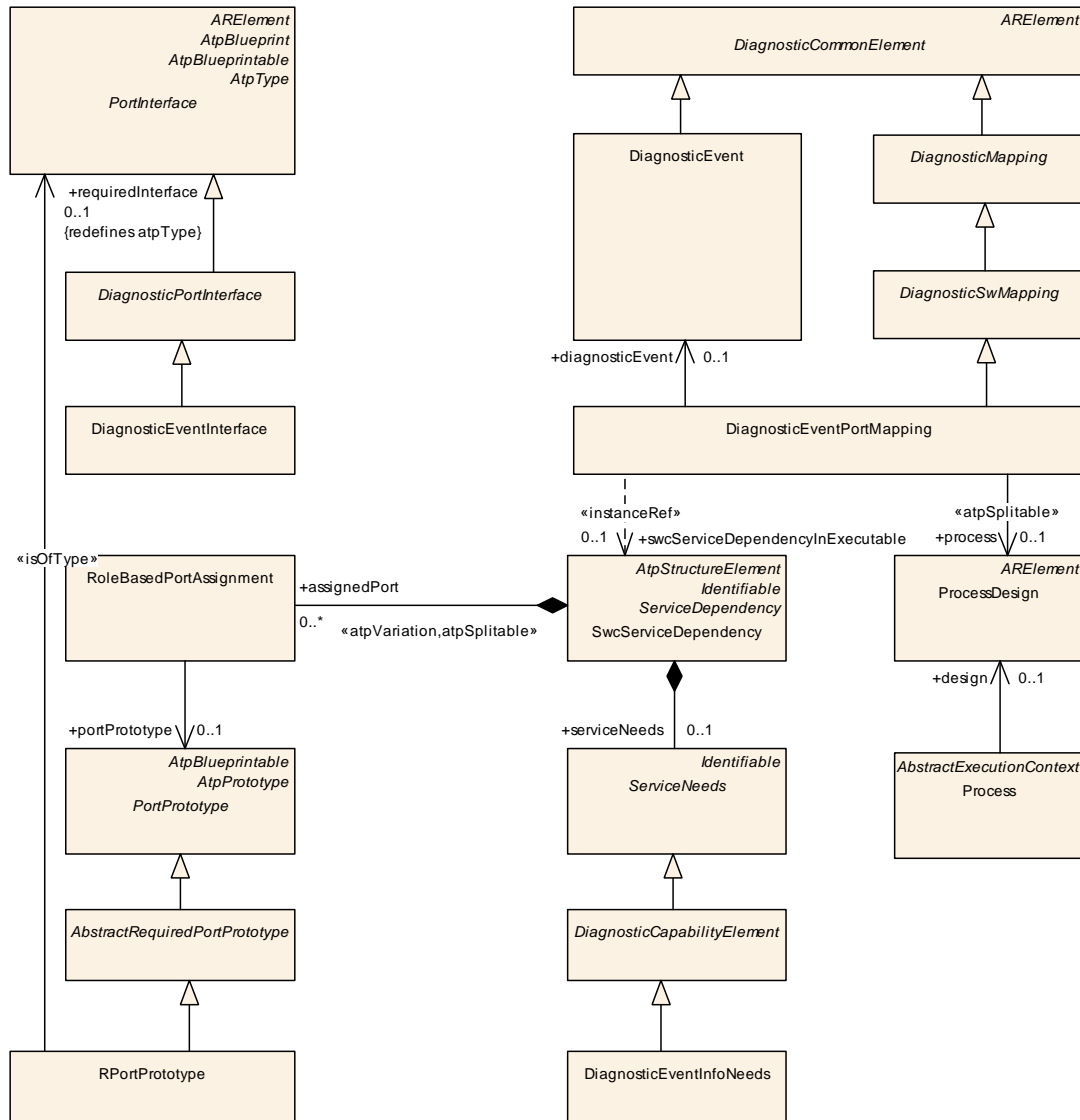 ARElement
AtpBlueprint
AtpBlueprintable
AtpType
PortInterface
ARElement
DiagnosticCommonElement
DiagnosticEvent
DiagnosticMapping
+requiredInterface
0..1
{redefines atpType}
DiagnosticPortInterface
DiagnosticSwMapping
+diagnosticEvent
0..1
DiagnosticEventInterface
DiagnosticEventPortMapping
«instanceRef»
0..1
+swcServiceDependencyInExecutable
«atpSplitable»
+process
0..1
«isOfType»
RoleBasedPortAssignment
+assignedPort
0..*
«atpVariation,atpSplitable»
AtpStructureElement
Identifiable
ServiceDependency
SwcServiceDependency
ARElement
ProcessDesign
+design
0..1
+portPrototype
0..1
+serviceNeeds
0..1
AtpBlueprintable
AtpPrototype
PortPrototype
Identifiable
ServiceNeeds
AbstractExecutionContext
Process
AbstractRequiredPortPrototype
DiagnosticCapabilityElement
RPortPrototype
DiagnosticEventInfoNeeds